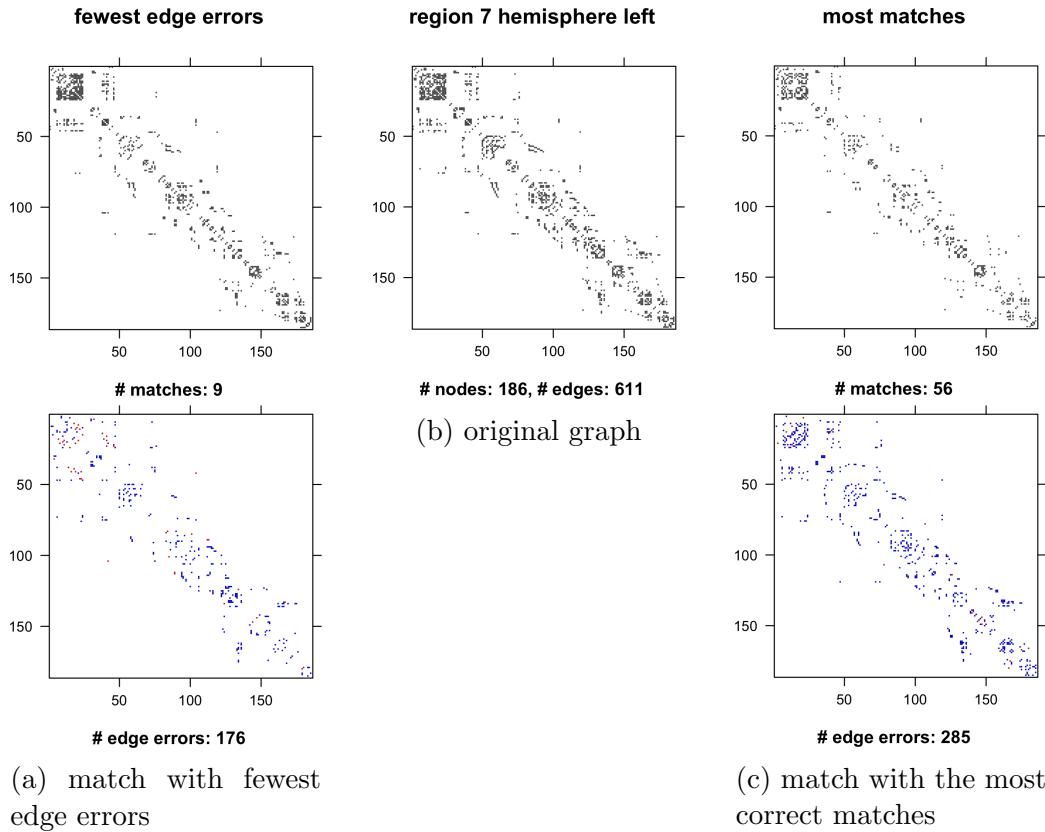 fewest edge errors
region 7 hemisphere left
most matches
50
100
150
50
100
150
50
100
150
50
100
150
50
100
150
# matches: 9
# nodes: 186, # edges: 611
# matches: 56
(b) original graph
50
100
150
50
100
150
50
100
150
50
100
150
# edge errors: 176
# edge errors: 285
(a) match with fewest
edge errors
(c) match with the most
correct matches